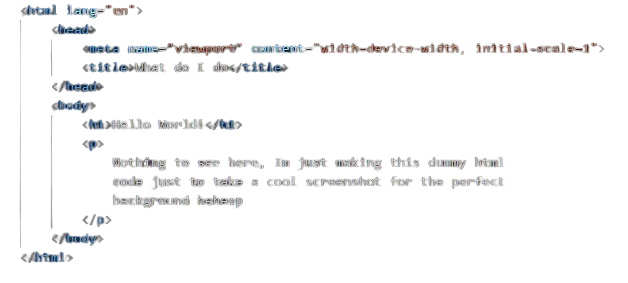 <html lang="en">
<head>
<meta name="viewport" content="width=device-width, initial-scale=1">
<title>What do I do</title>
</head>
<body>
<h1>Hello World!</h1>
<p>
Nothing to see here, Im just making this dummy html
code just to take a cool screenshot for the perfect
background heheep
</p>
</body>
</html>